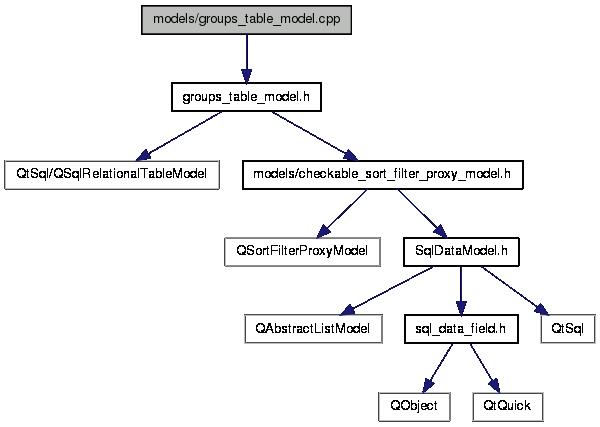 models/groups_table_model.cpp
groups_table_model.h
QtSql/QSqlRelationalTableModel
models/checkable_sort_filter_proxy_model.h
QSortFilterProxyModel
SqlDataModel.h
QAbstractListModel
sql_data_field.h
QtSql
QObject
QtQuick